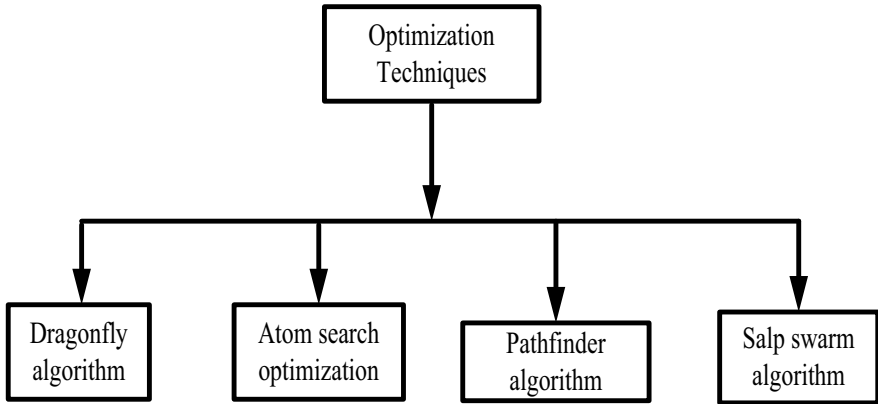 Optimization
Techniques
Dragonfly
algorithm
Atom search
optimization
Pathfinder
algorithm
Salp swarm
algorithm